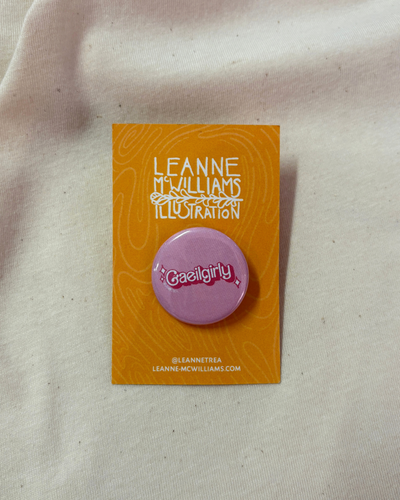 LEANNE
McWILLIAMS
ILLUSTRATION
Gaeilgirly
@LEANNETREA
LEANNE-MCWILLIAMS.COM